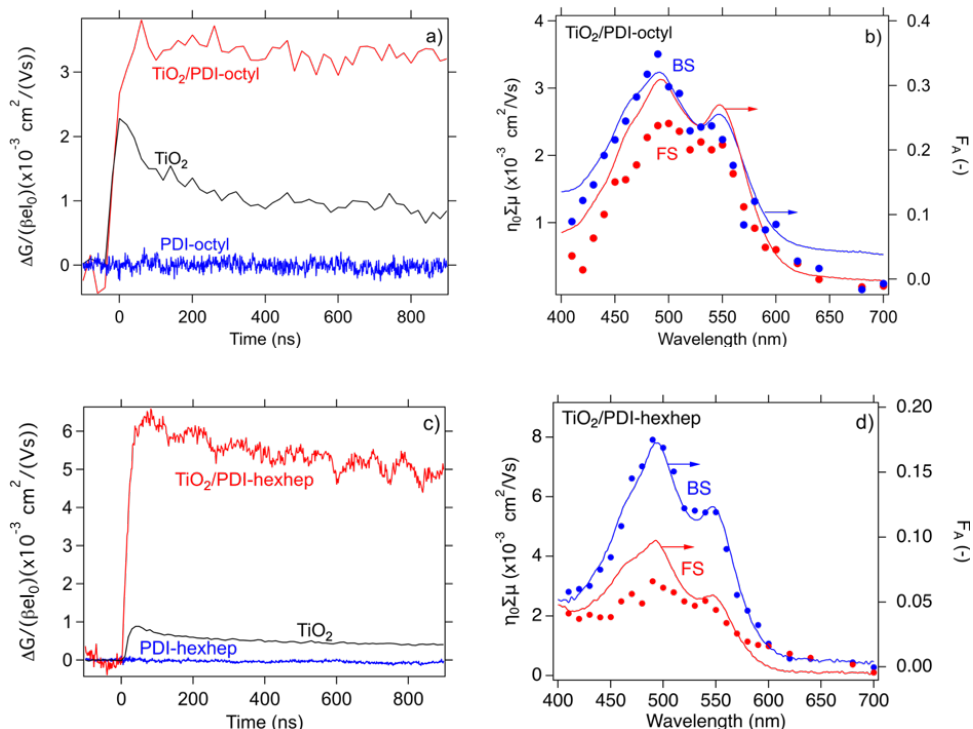 a)
ΔG/(βeI₀)(x10⁻³ cm²/(Vs))
3
2
1
0
TiO₂/PDI-octyl
TiO₂
PDI-octyl
0 200 400 600 800
Time (ns)
TiO₂/PDI-octyl b)
η₀Σμ (x10⁻³ cm²/Vs)
4
3
2
1
BS
FS
0.4
0.3
0.2
0.1
0.0
F_A (-)
400 450 500 550 600 650 700
Wavelength (nm)
c)
ΔG/(βeI₀)(x10⁻³ cm²/(Vs))
6
5
4
3
2
1
0
TiO₂/PDI-hexhep
TiO₂
PDI-hexhep
0 200 400 600 800
Time (ns)
TiO₂/PDI-hexhep d)
η₀Σμ (x10⁻³ cm²/Vs)
8
6
4
2
0
BS
FS
0.20
0.15
0.10
0.05
0.00
F_A (-)
400 450 500 550 600 650 700
Wavelength (nm)